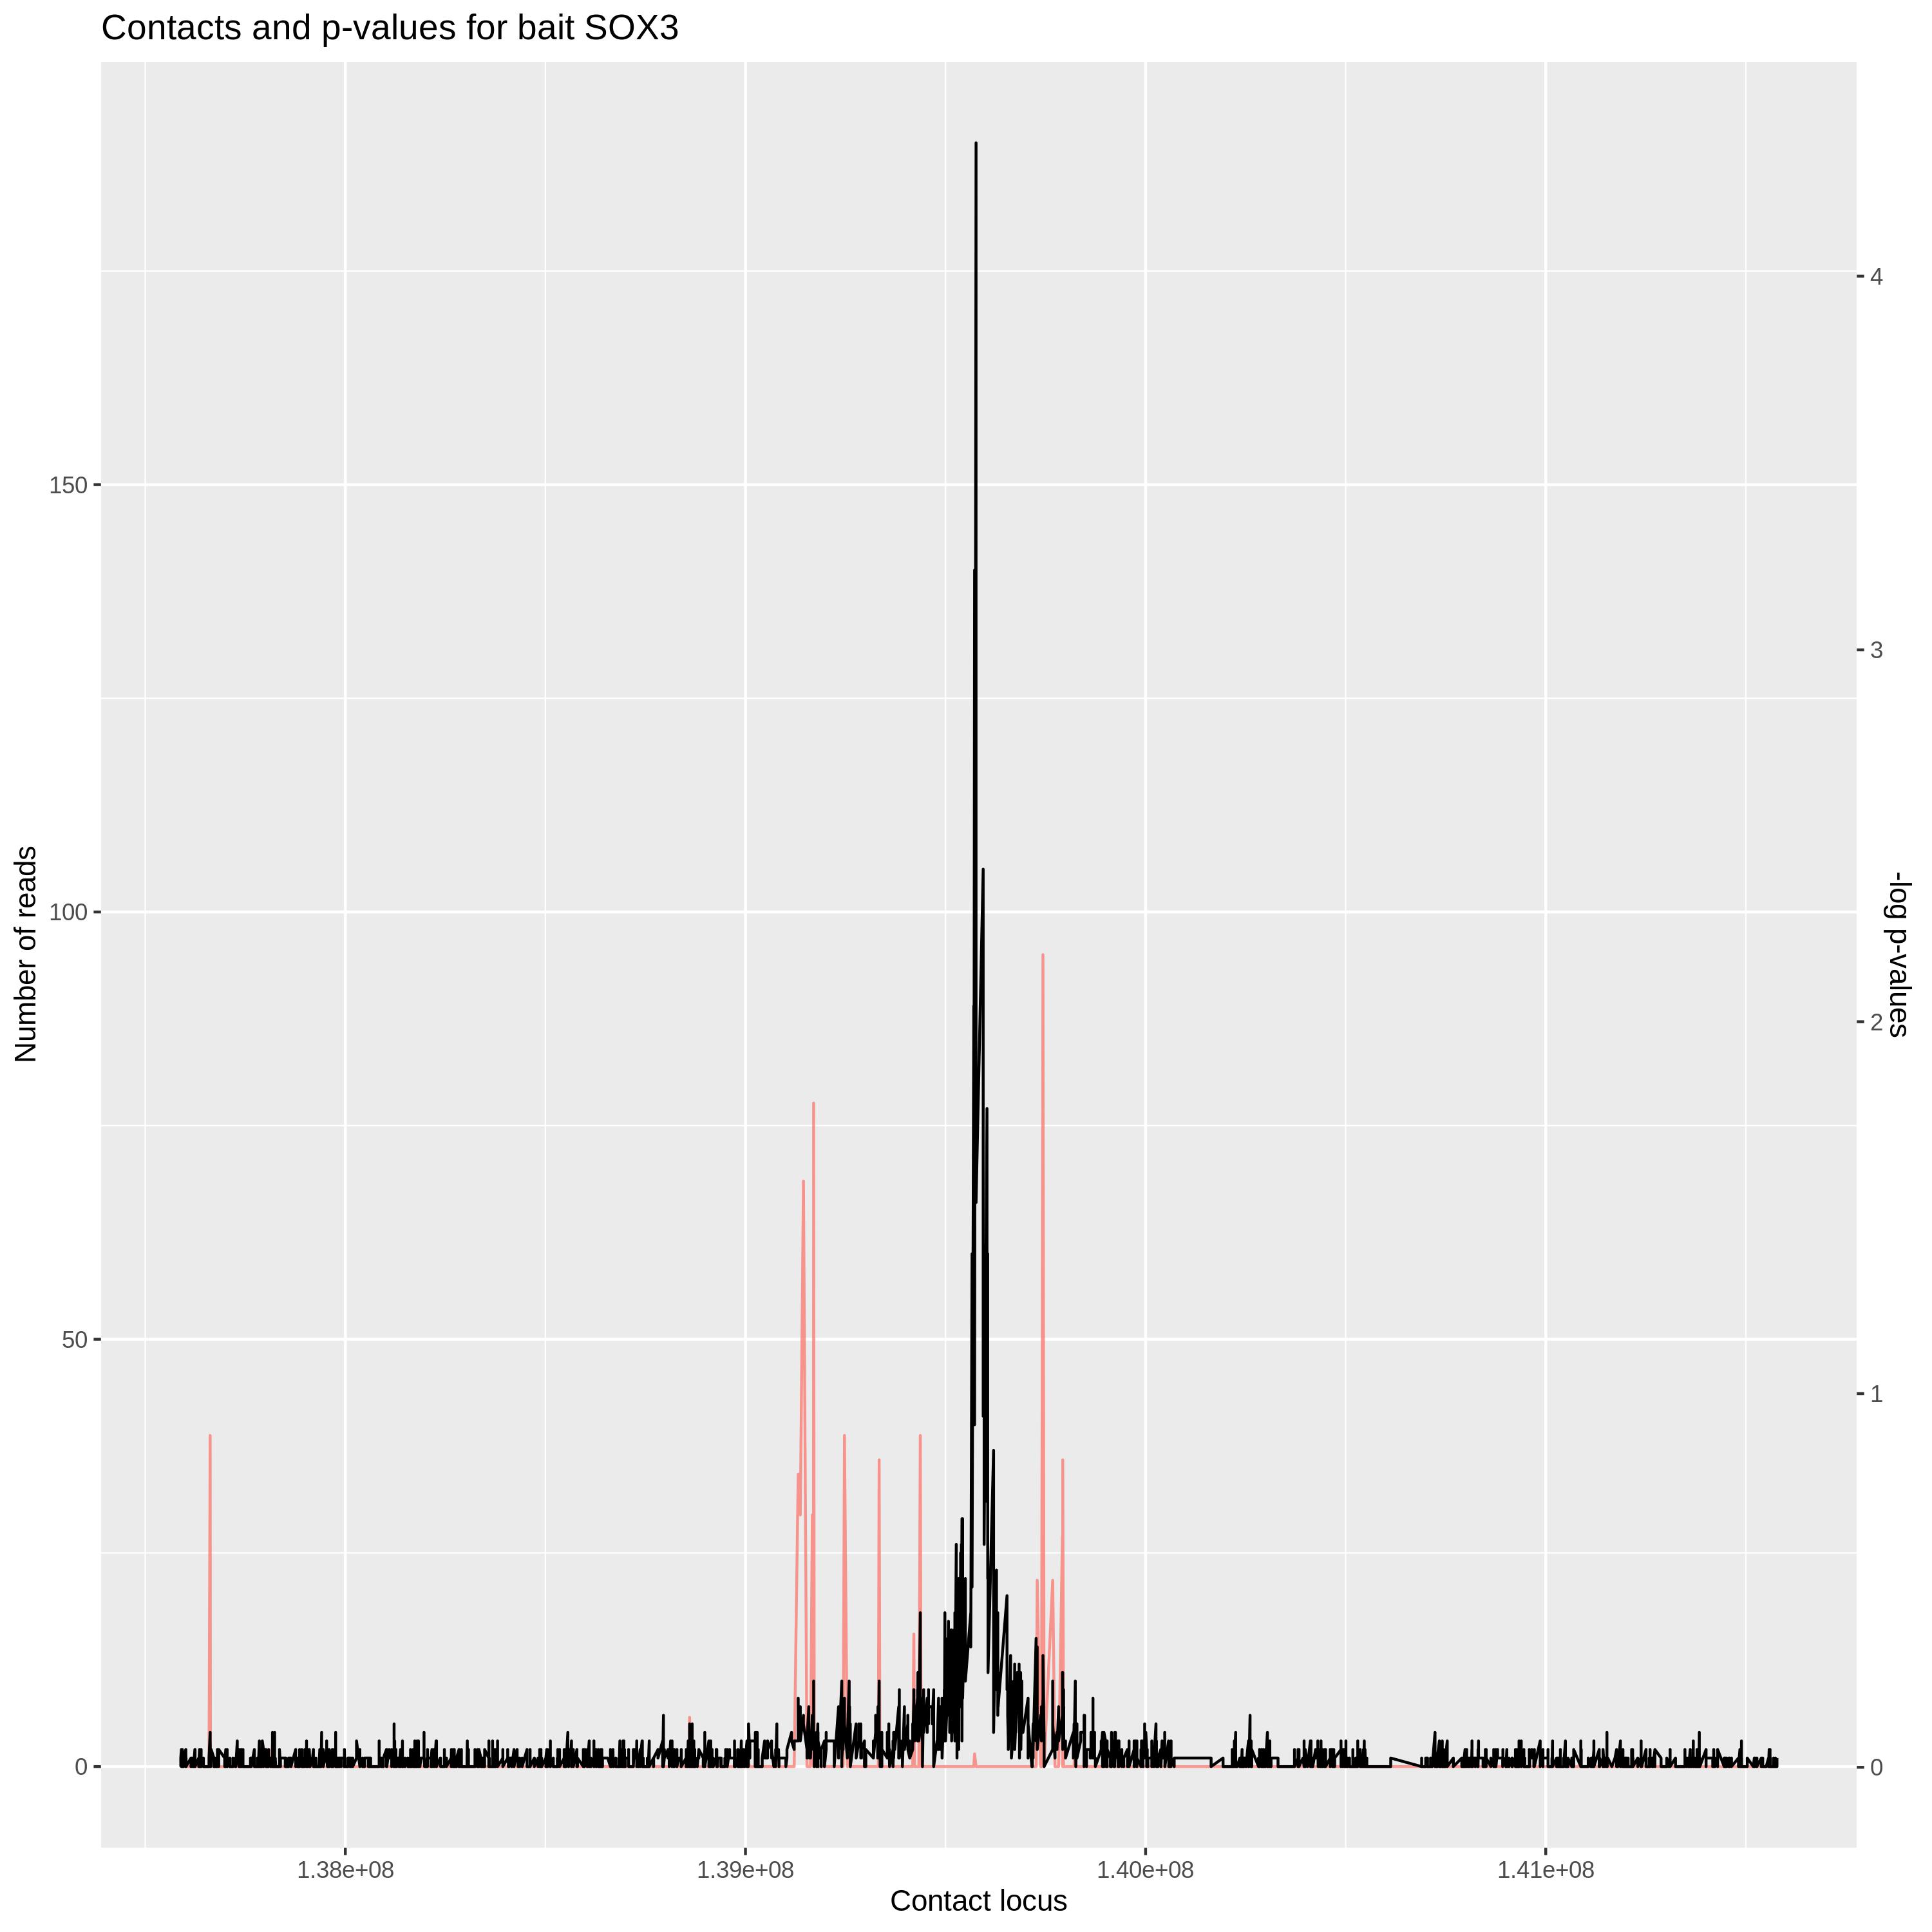 Contacts and p-values for bait SOX3
Number of reads
150
100
50
0
4
3
2
1
0
-log p-values
1.38e+08
1.39e+08
1.40e+08
1.41e+08
Contact locus